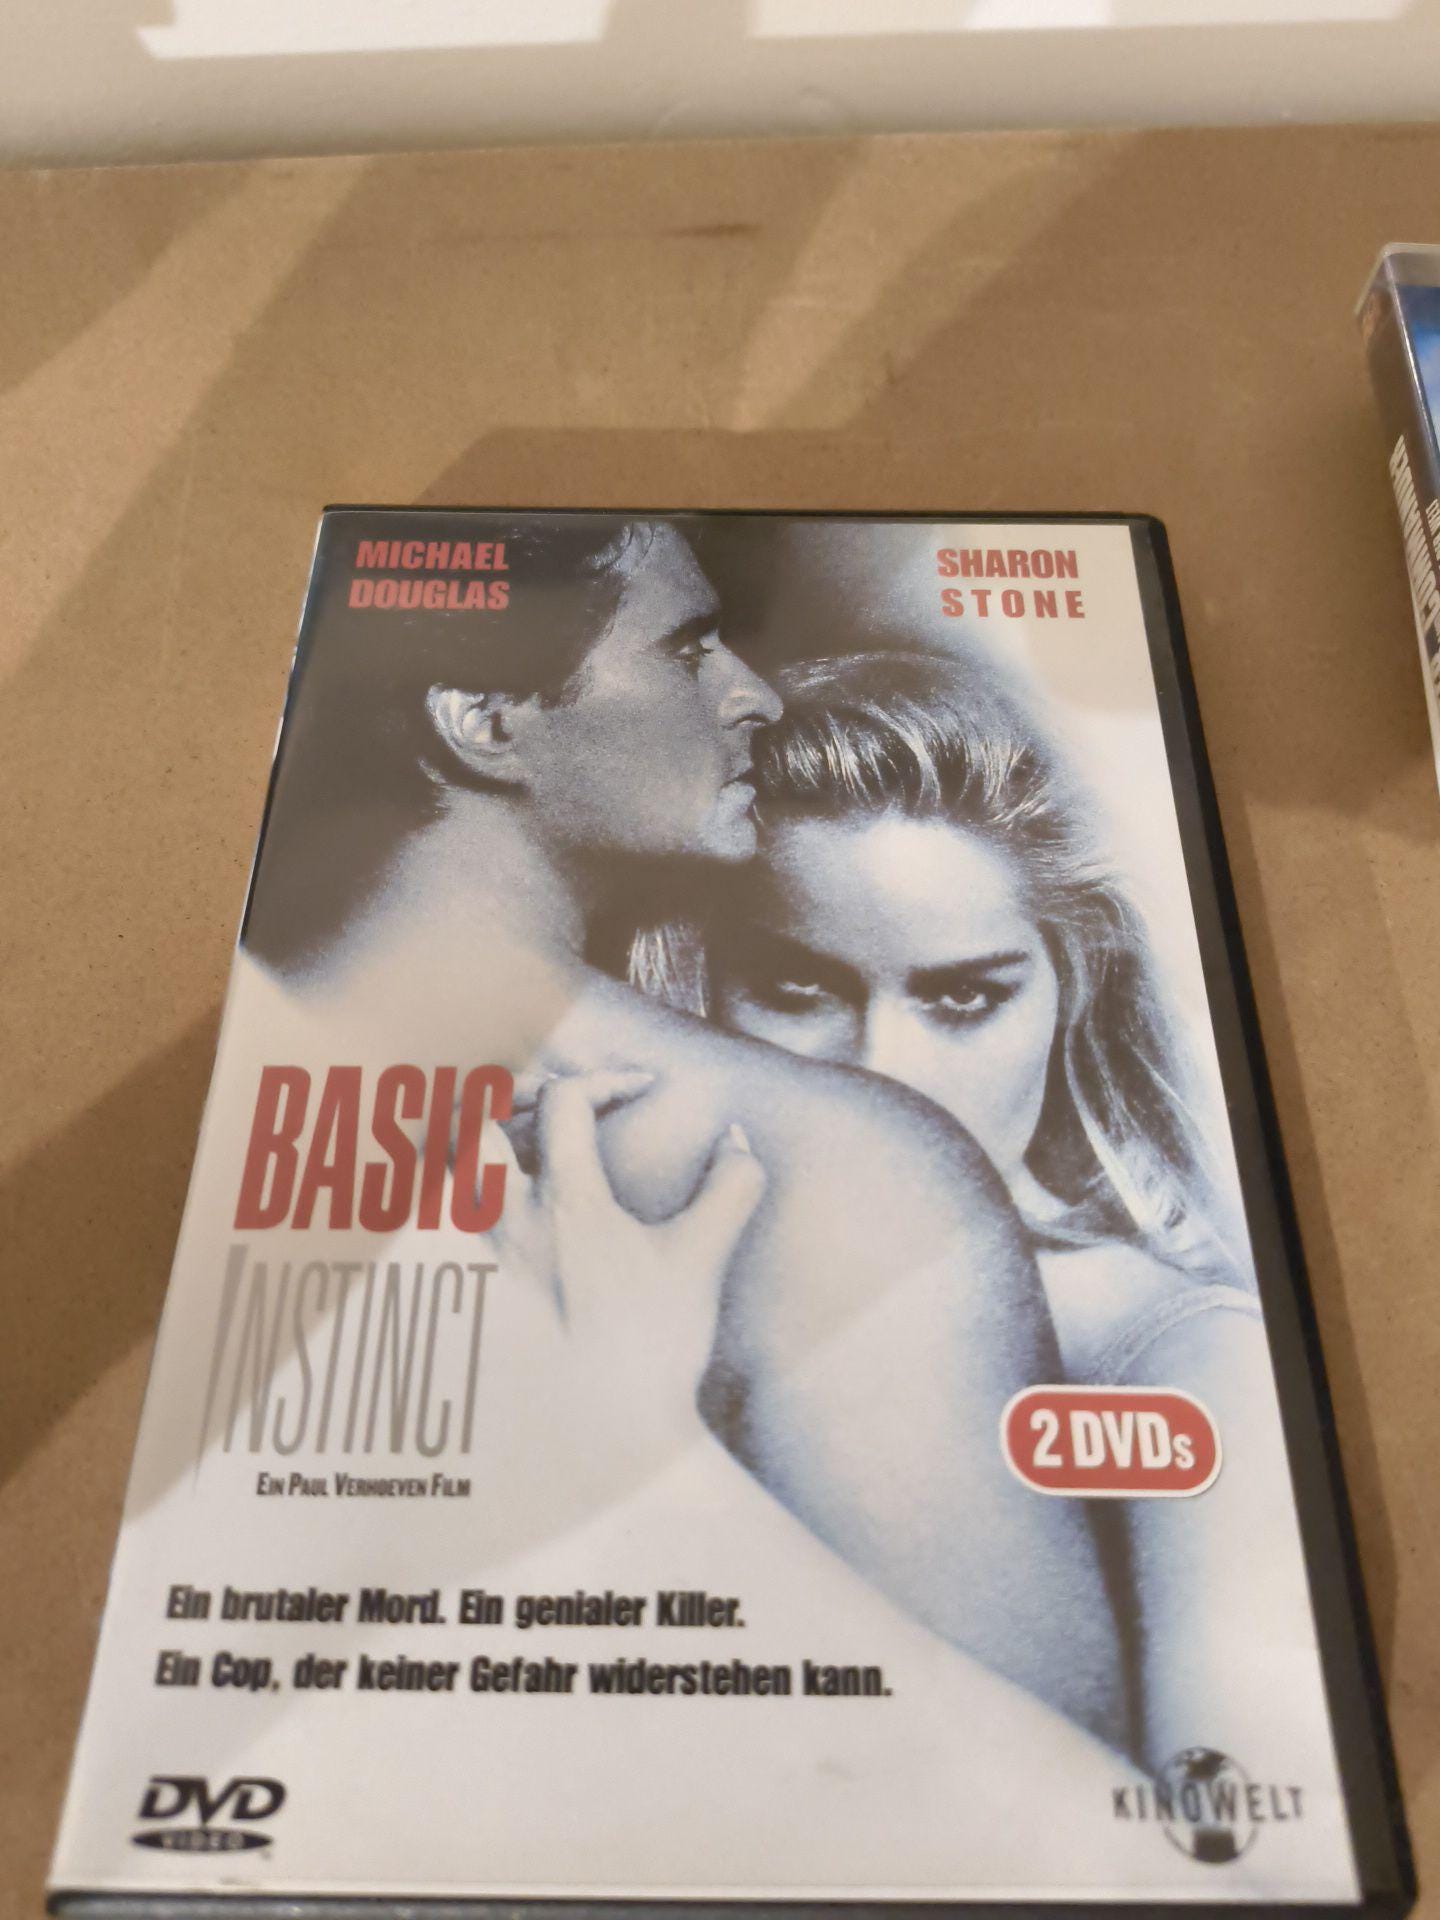 MICHAEL
DOUGLAS
SHARON
STONE
BASIC
INSTINCT
EIN PAUL VERHOEVEN FILM
2 DVDs
Ein brutaler Mord. Ein genialer Killer.
Ein Cop, der keiner Gefahr widerstehen kann.
DVD
VIDEO
KINOWELT